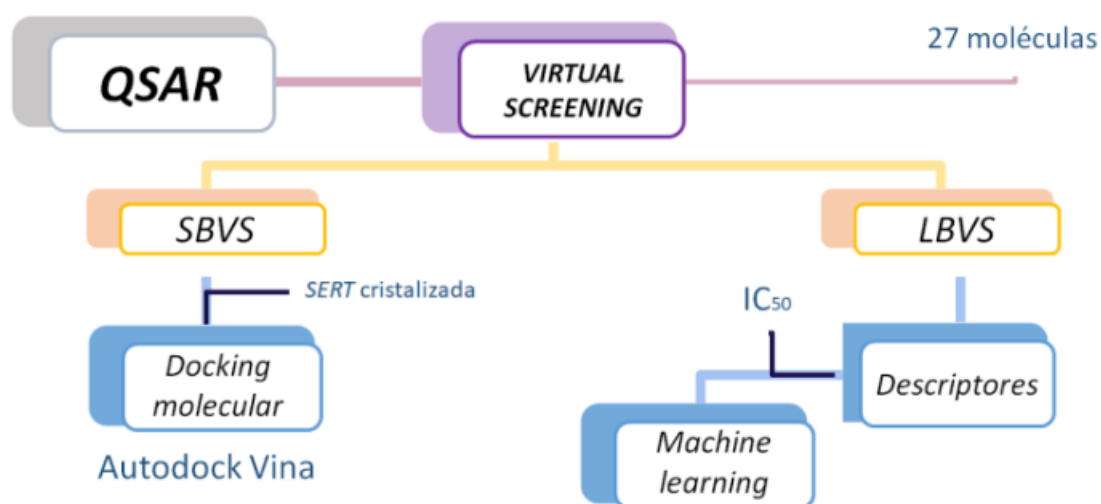 QSAR
VIRTUAL
SCREENING
27 moléculas
SBVS
LBVS
SERT cristalizada
IC₅₀
Docking
molecular
Descriptores
Autodock Vina
Machine
learning